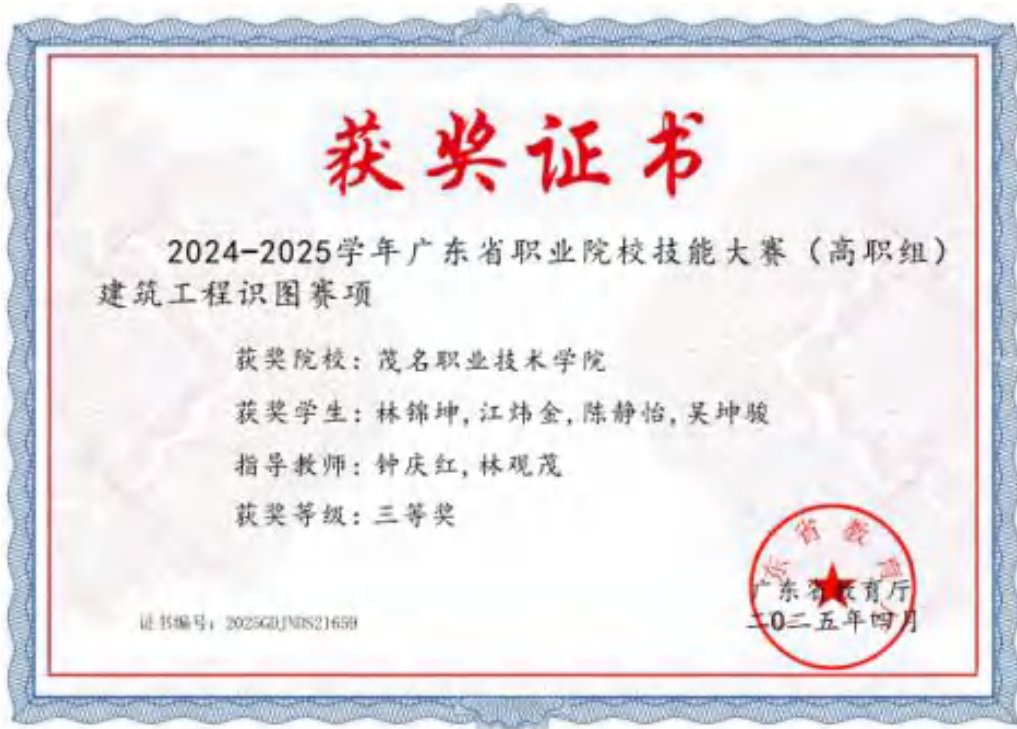 获奖证书
2024-2025学年广东省职业院校技能大赛（高职组）
建筑工程识图赛项
获奖院校：茂名职业技术学院
获奖学生：林锦坤,江炜金,陈静怡,吴坤骏
指导教师：钟庆红,林观茂
获奖等级：三等奖
东省教育
广东省教育厅
二0二五年四月
证书编号：2025GDJNDS21659